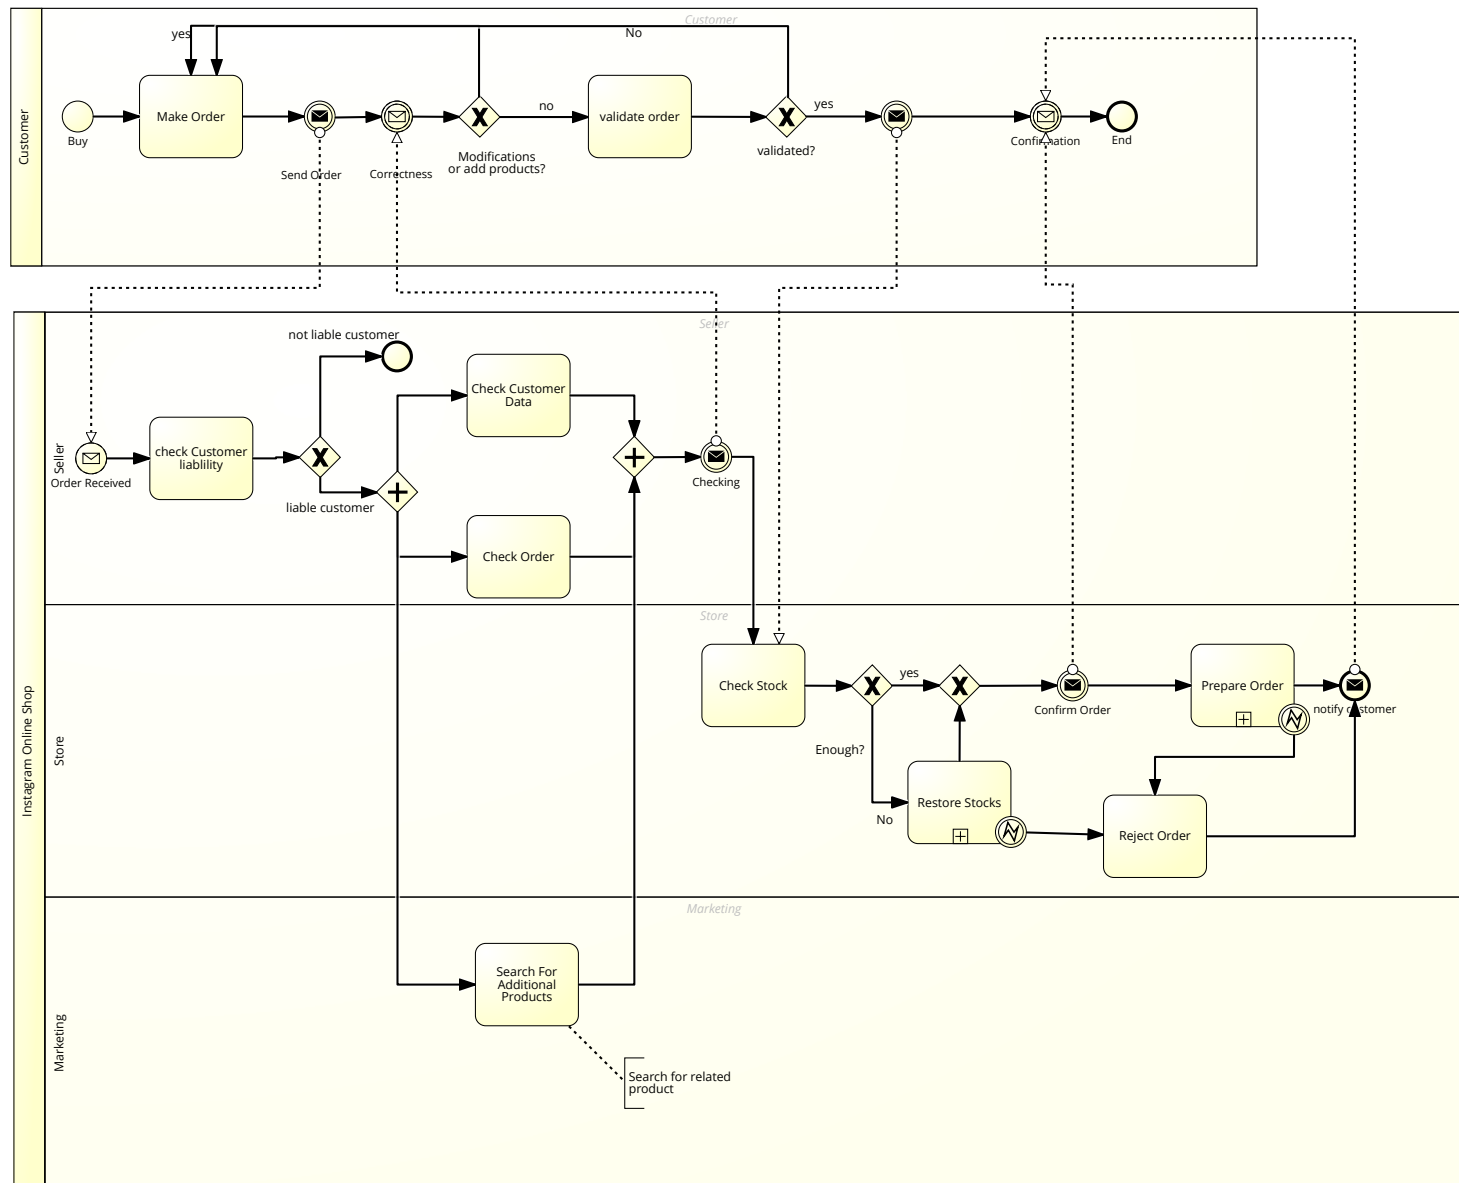 Customer
Customer
yes
No
Make Order
no
validate order
yes
Buy
Send Order
Correctness
Modifications
or add products?
validated?
Confirmation
End
Instagram Online Shop
Seller
Seller
not liable customer
Check Customer
Data
check Customer
liablility
Order Received
liable customer
Checking
Check Order
Store
Store
Check Stock
yes
Confirm Order
Prepare Order
notify customer
Enough?
No
Restore Stocks
Reject Order
Marketing
Marketing
Search For
Additional
Products
Search for related
product